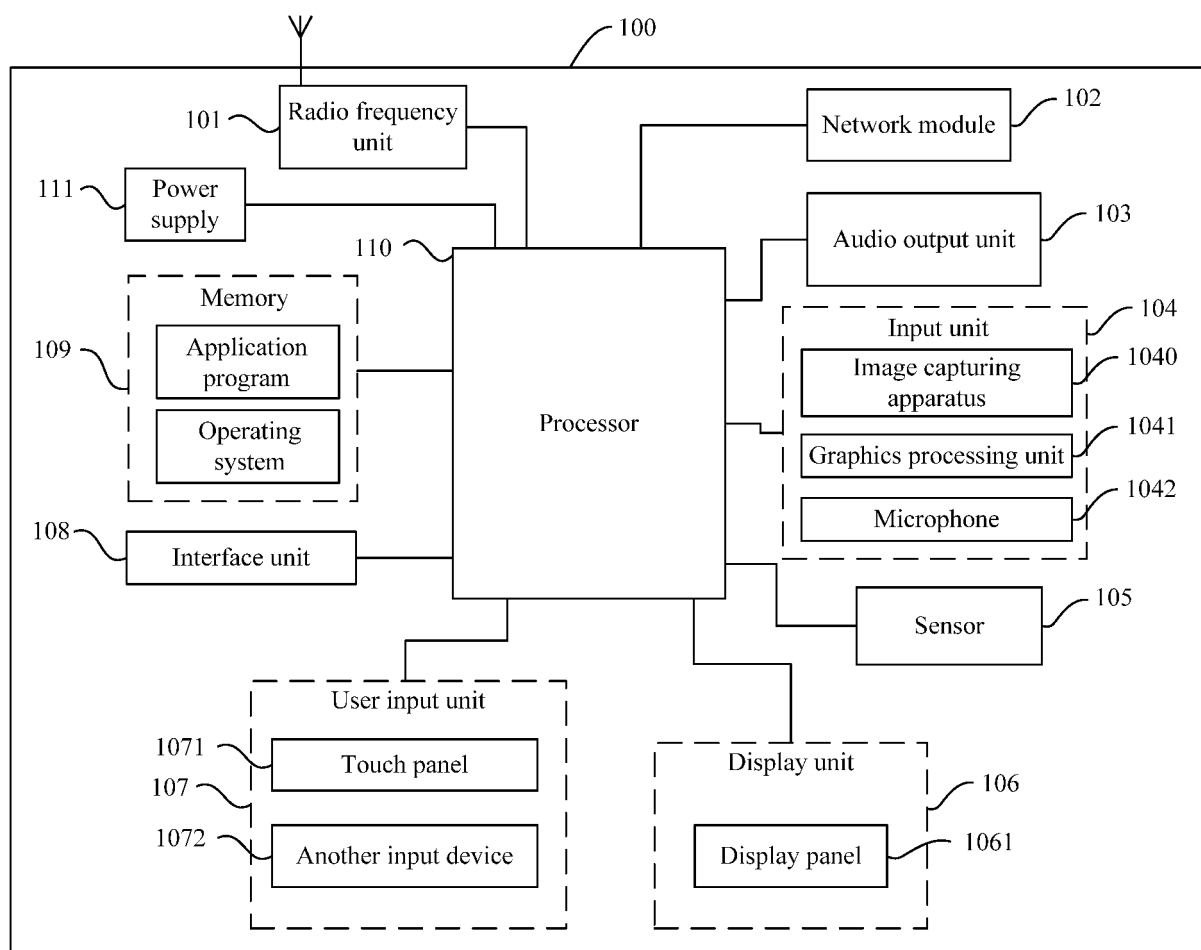 100
101
Radio frequency
unit
Network module
102
111
Power
supply
110
Audio output unit
103
Memory
109
Application
program
Operating
system
Processor
Input unit
104
Image capturing
apparatus
1040
Graphics processing unit
1041
Microphone
1042
108
Interface unit
Sensor
105
User input unit
1071
Touch panel
107
1072
Another input device
Display unit
106
Display panel
1061